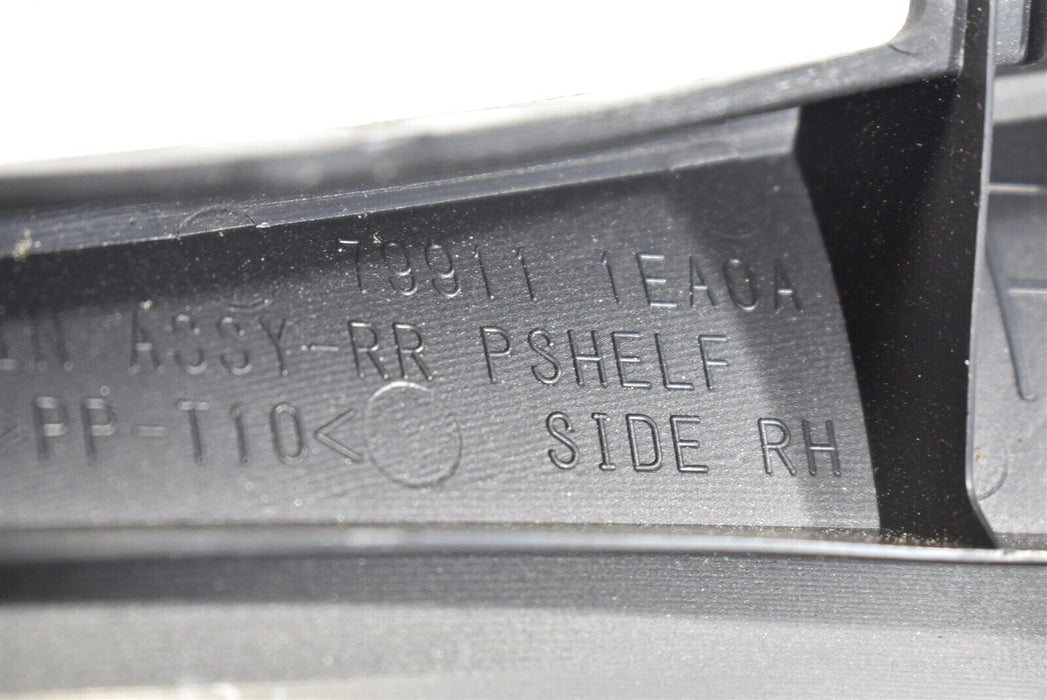 79911 1EA0A
ASSY-RR PSHELF
>PP-T10< SIDE RH